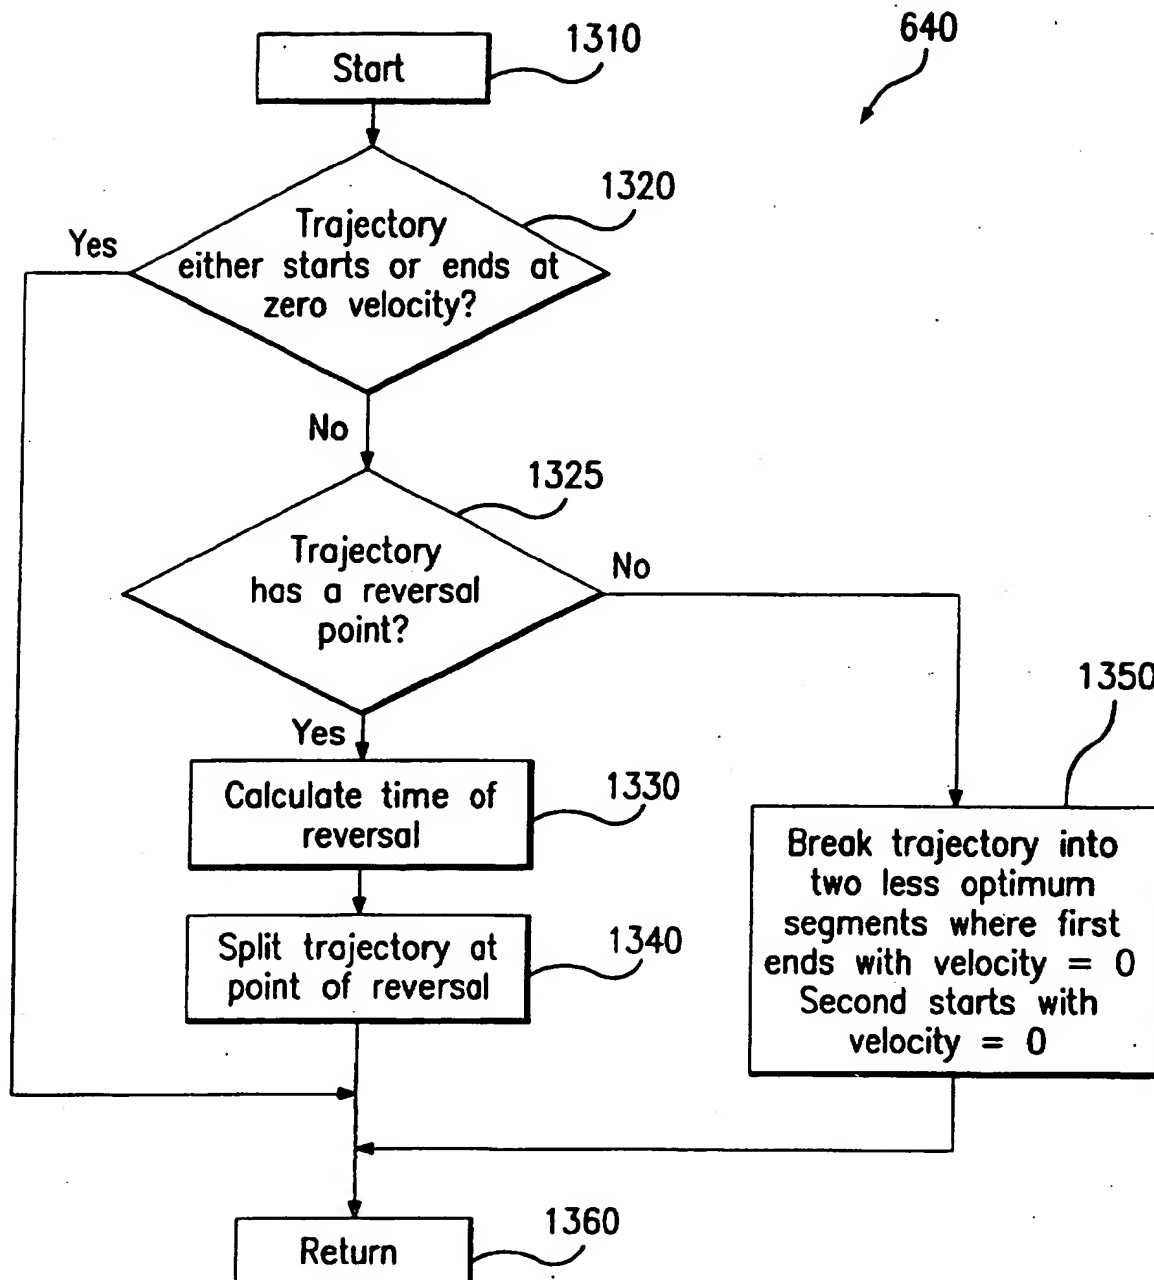 640
1310
Start
1320
Trajectory
either starts or ends at
zero velocity?
Yes
No
1325
Trajectory
has a reversal
point?
No
Yes
1330
Calculate time of
reversal
1340
Split trajectory at
point of reversal
1350
Break trajectory into
two less optimum
segments where first
ends with velocity = 0
Second starts with
velocity = 0
1360
Return